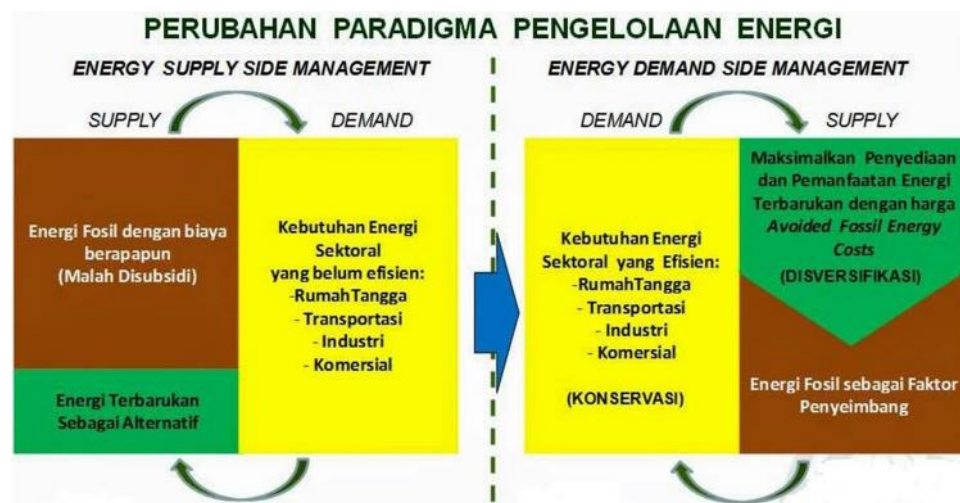 PERUBAHAN PARADIGMA PENGELOLAAN ENERGI
ENERGY SUPPLY SIDE MANAGEMENT
SUPPLY
DEMAND
Energi Fosil dengan biaya
berapapun
(Malah Disubsidi)
Energi Terbarukan
Sebagai Alternatif
Kebutuhan Energi
Sektoral
yang belum efisien:
-RumahTangga
- Transportasi
- Industri
- Komersial
ENERGY DEMAND SIDE MANAGEMENT
DEMAND
SUPPLY
Kebutuhan Energi
Sektoral yang Efisien:
-RumahTangga
- Transportasi
- Industri
- Komersial
(KONSERVASI)
Maksimalkan Penyediaan
dan Pemanfaatan Energi
Terbarukan dengan harga
Avoided Fossil Energy
Costs
(DISVERSIFIKASI)
Energi Fosil sebagai Faktor
Penyeimbang